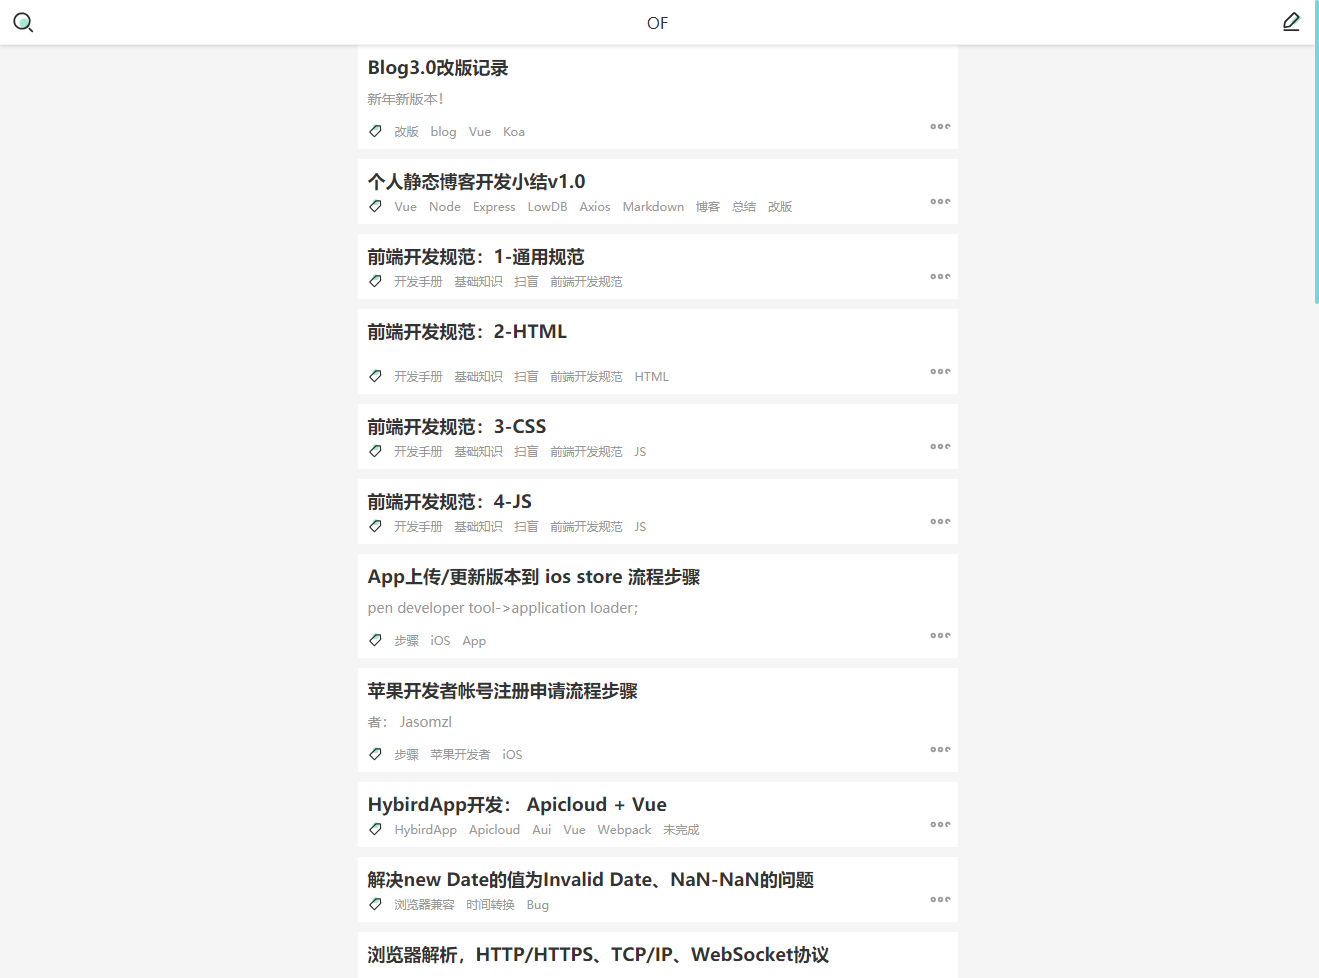 OF
Blog3.0改版记录
新年新版本！
改版 blog Vue Koa
个人静态博客开发小结v1.0
Vue Node Express LowDB Axios Markdown 博客 总结 改版
前端开发规范：1-通用规范
开发手册 基础知识 扫盲 前端开发规范
前端开发规范：2-HTML
开发手册 基础知识 扫盲 前端开发规范 HTML
前端开发规范：3-CSS
开发手册 基础知识 扫盲 前端开发规范 JS
前端开发规范：4-JS
开发手册 基础知识 扫盲 前端开发规范 JS
App上传/更新版本到 ios store 流程步骤
pen developer tool->application loader;
步骤 iOS App
苹果开发者帐号注册申请流程步骤
者： Jasomzl
步骤 苹果开发者 iOS
HybirdApp开发： Apicloud + Vue
HybirdApp Apicloud Aui Vue Webpack 未完成
解决new Date的值为Invalid Date、NaN-NaN的问题
浏览器兼容 时间转换 Bug
浏览器解析，HTTP/HTTPS、TCP/IP、WebSocket协议